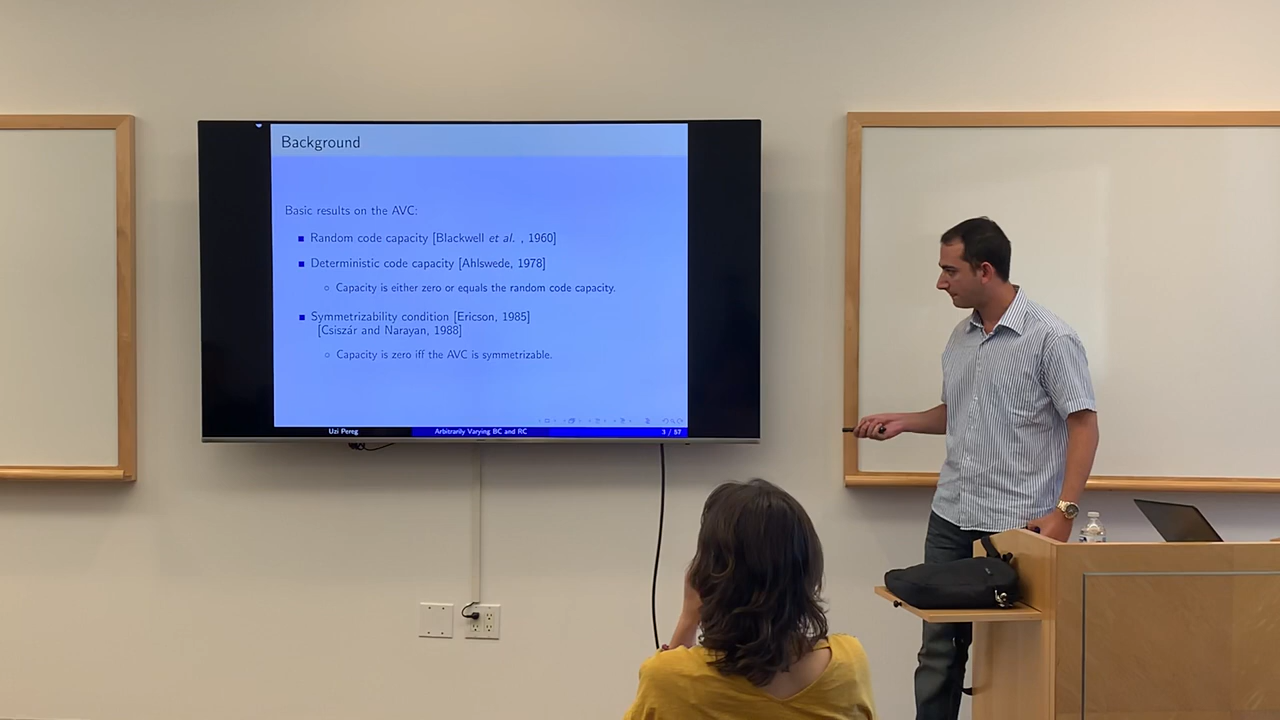 Background
Basic results on the AVC:
Random code capacity [Blackwell et al. , 1960]
Deterministic code capacity [Ahlswede, 1978]
Capacity is either zero or equals the random code capacity.
Symmetrizability condition [Ericson, 1985]
[Csiszár and Narayan, 1988]
Capacity is zero iff the AVC is symmetrizable.
Uzi Pereg Arbitrarily Varying BC and RC 3 / 57